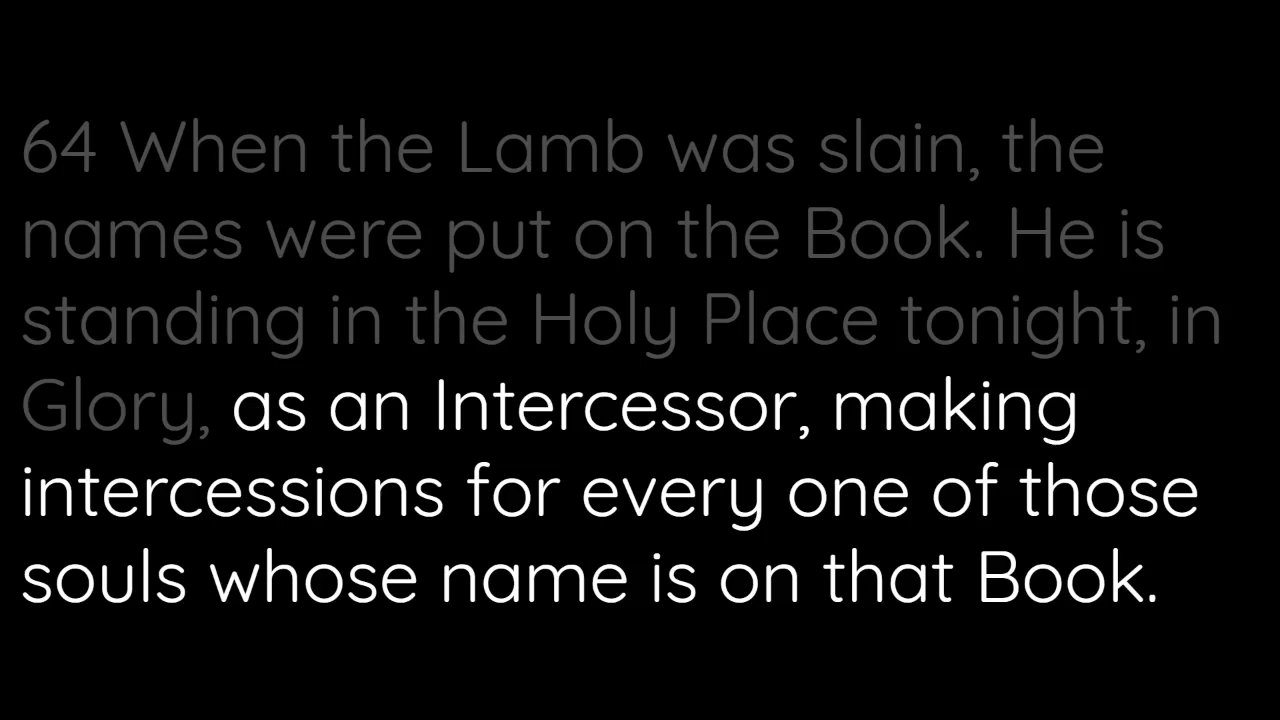 64 When the Lamb was slain, the
names were put on the Book. He is
standing in the Holy Place tonight, in
Glory, as an Intercessor, making
intercessions for every one of those
souls whose name is on that Book.